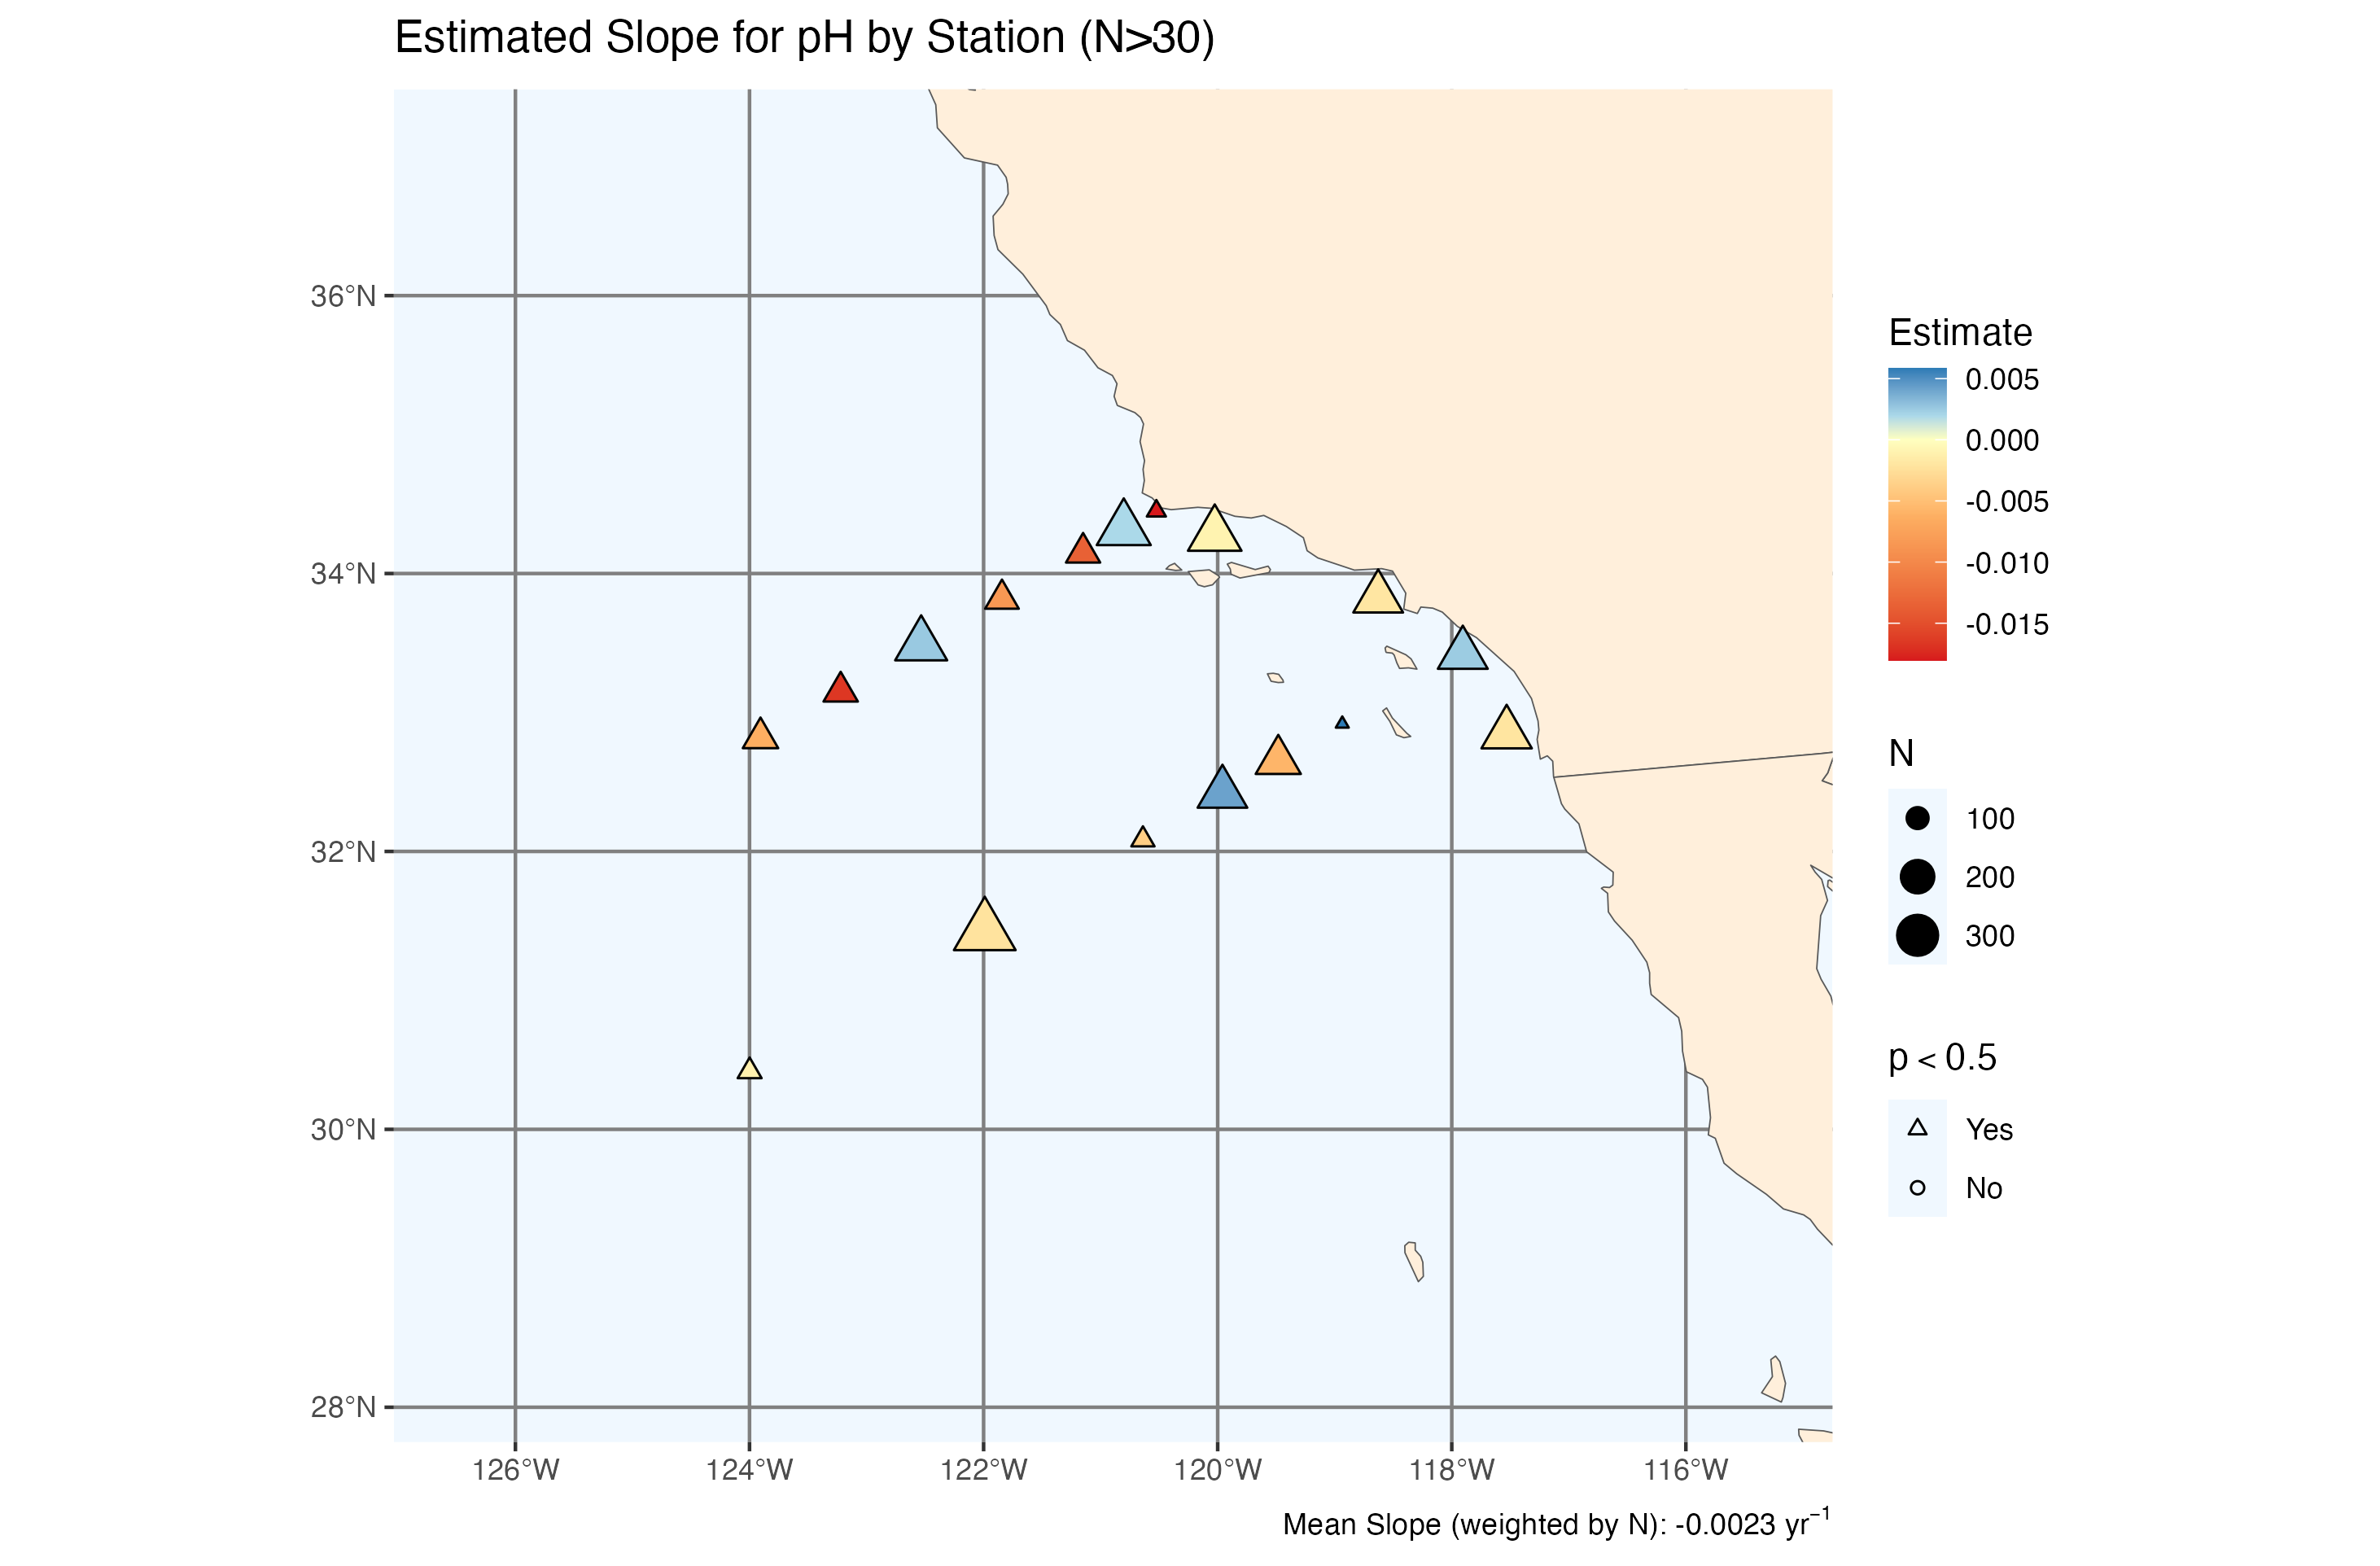 Estimated Slope for pH by Station (N>30)
36°N
34°N
32°N
30°N
28°N
126°W
124°W
122°W
120°W
118°W
116°W
Mean Slope (weighted by N): -0.0023 yr⁻¹
Estimate
0.005
0.000
-0.005
-0.010
-0.015
N
100
200
300
p < 0.5
Yes
No